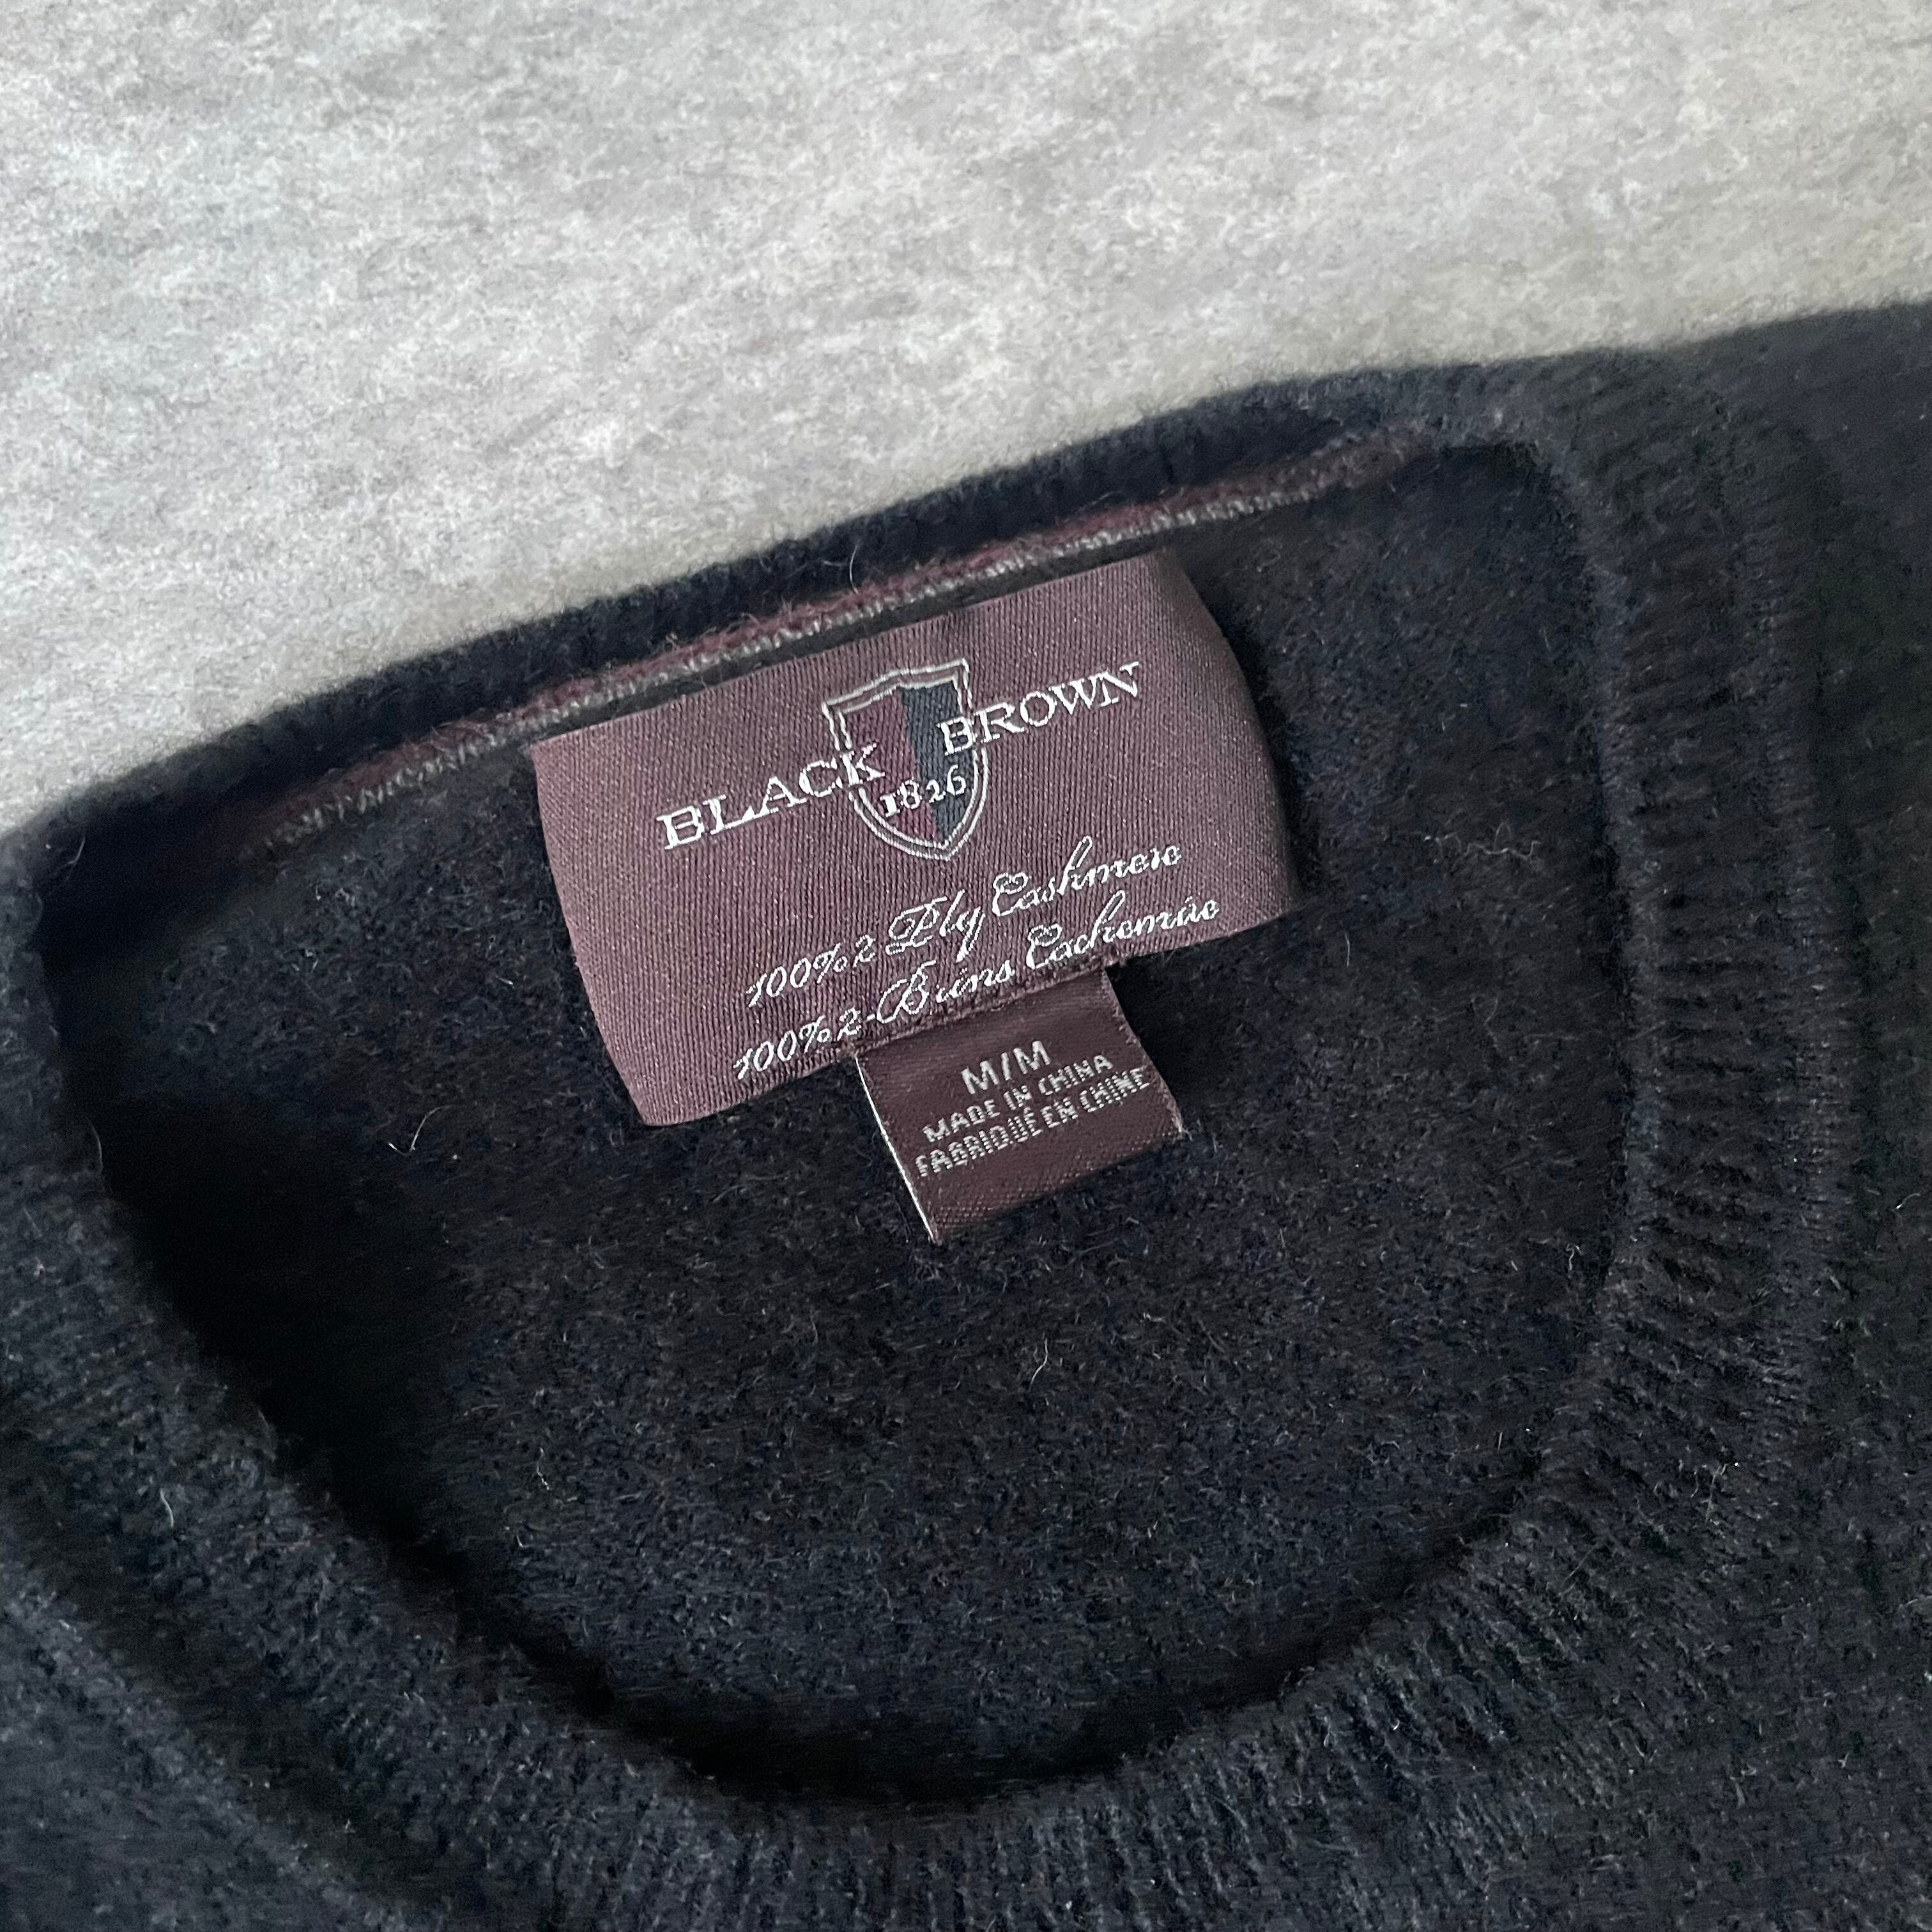 BLACK BROWN
1826
100% 2 Ply Cashmere
100% 2-Brins Cachemire
M/M
MADE IN CHINA
FABRIQUÉ EN CHINE